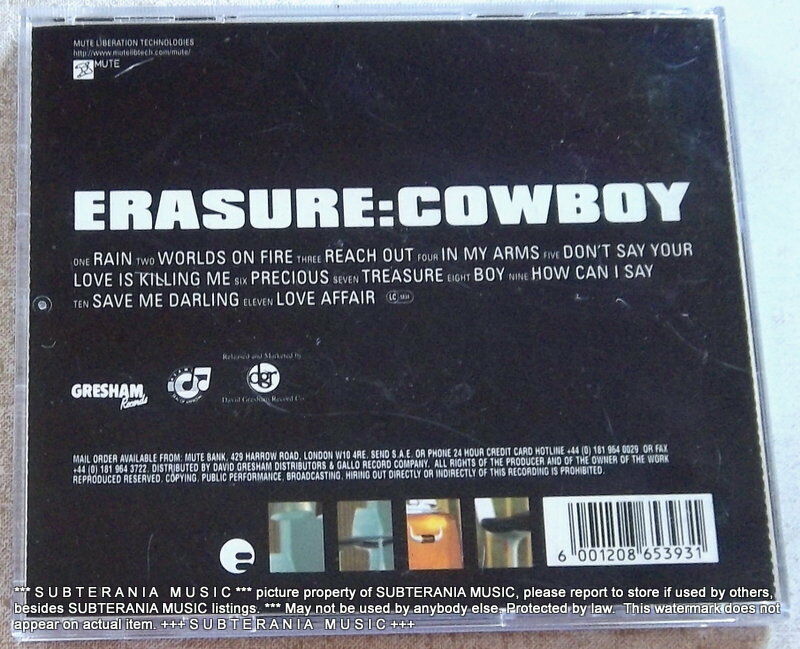 MUTE LIBERATION TECHNOLOGIES
http://www.mutelibtech.com/mute/
MUTE
ERASURE:COWBOY
ONE RAIN TWO WORLDS ON FIRE THREE REACH OUT FOUR IN MY ARMS FIVE DON'T SAY YOUR
LOVE IS KILLING ME SIX PRECIOUS SEVEN TREASURE EIGHT BOY NINE HOW CAN I SAY
TEN SAVE ME DARLING ELEVEN LOVE AFFAIR LC
Released and Marketed by
GRESHAM
Records
dgr
David Gresham Record Co.
MAIL ORDER AVAILABLE FROM: MUTE BANK, 429 HARROW ROAD, LONDON W10 4RE. SEND S.A.E. OR PHONE 24 HOUR CREDIT CARD HOTLINE +44 (0) 181 964 0029 OR FAX
+44 (0) 181 964 3722. DISTRIBUTED BY DAVID GRESHAM DISTRIBUTORS & GALLO RECORD COMPANY. ALL RIGHTS OF THE PRODUCER AND OF THE OWNER OF THE WORK
REPRODUCED RESERVED. COPYING, PUBLIC PERFORMANCE, BROADCASTING, HIRING OUT DIRECTLY OR INDIRECTLY OF THIS RECORDING IS PROHIBITED.
e
6 001208 653931
*** S U B T E R A N I A M U S I C *** picture property of SUBTERANIA MUSIC, please report to store if used by others,
besides SUBTERANIA MUSIC listings. *** May not be used by anybody else. Protected by law. This watermark does not
appear on actual item. +++ S U B T E R A N I A M U S I C +++